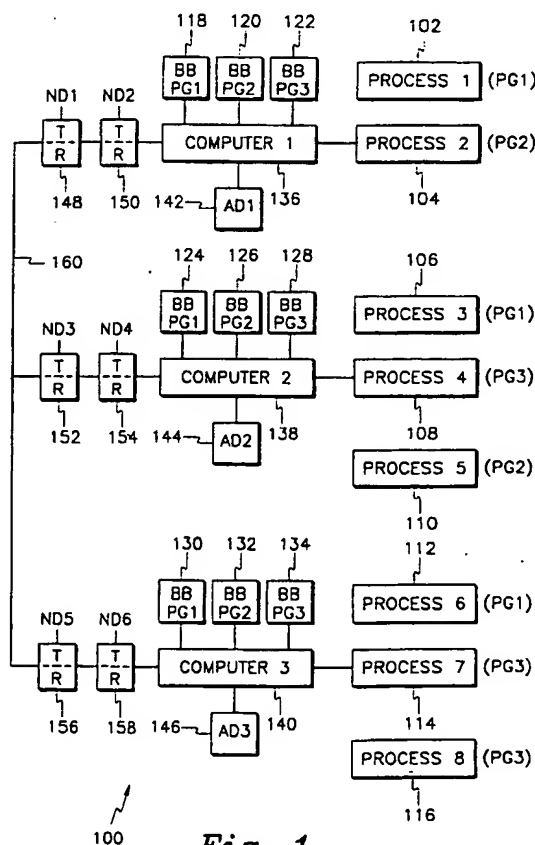 118 120 122 102
BB PG1 BB PG2 BB PG3 PROCESS 1 (PG1)
ND1 ND2
T R T R COMPUTER 1 PROCESS 2 (PG2)
148 150 142 AD1 136 104
160
124 126 128 106
BB PG1 BB PG2 BB PG3 PROCESS 3 (PG1)
ND3 ND4
T R T R COMPUTER 2 PROCESS 4 (PG3)
152 154 144 AD2 138 108
PROCESS 5 (PG2)
110
130 132 134 112
BB PG1 BB PG2 BB PG3 PROCESS 6 (PG1)
ND5 ND6
T R T R COMPUTER 3 PROCESS 7 (PG3)
156 158 146 AD3 140 114
PROCESS 8 (PG3)
116
100
Fig. 1